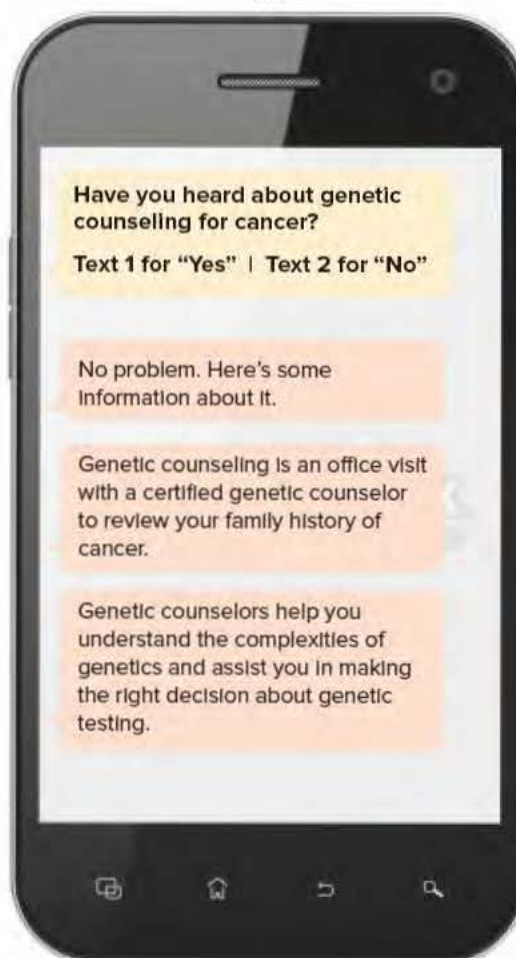 Have you heard about genetic
counseling for cancer?
Text 1 for “Yes” | Text 2 for “No”
No problem. Here’s some
information about it.
Genetic counseling is an office visit
with a certified genetic counselor
to review your family history of
cancer.
Genetic counselors help you
understand the complexities of
genetics and assist you in making
the right decision about genetic
testing.